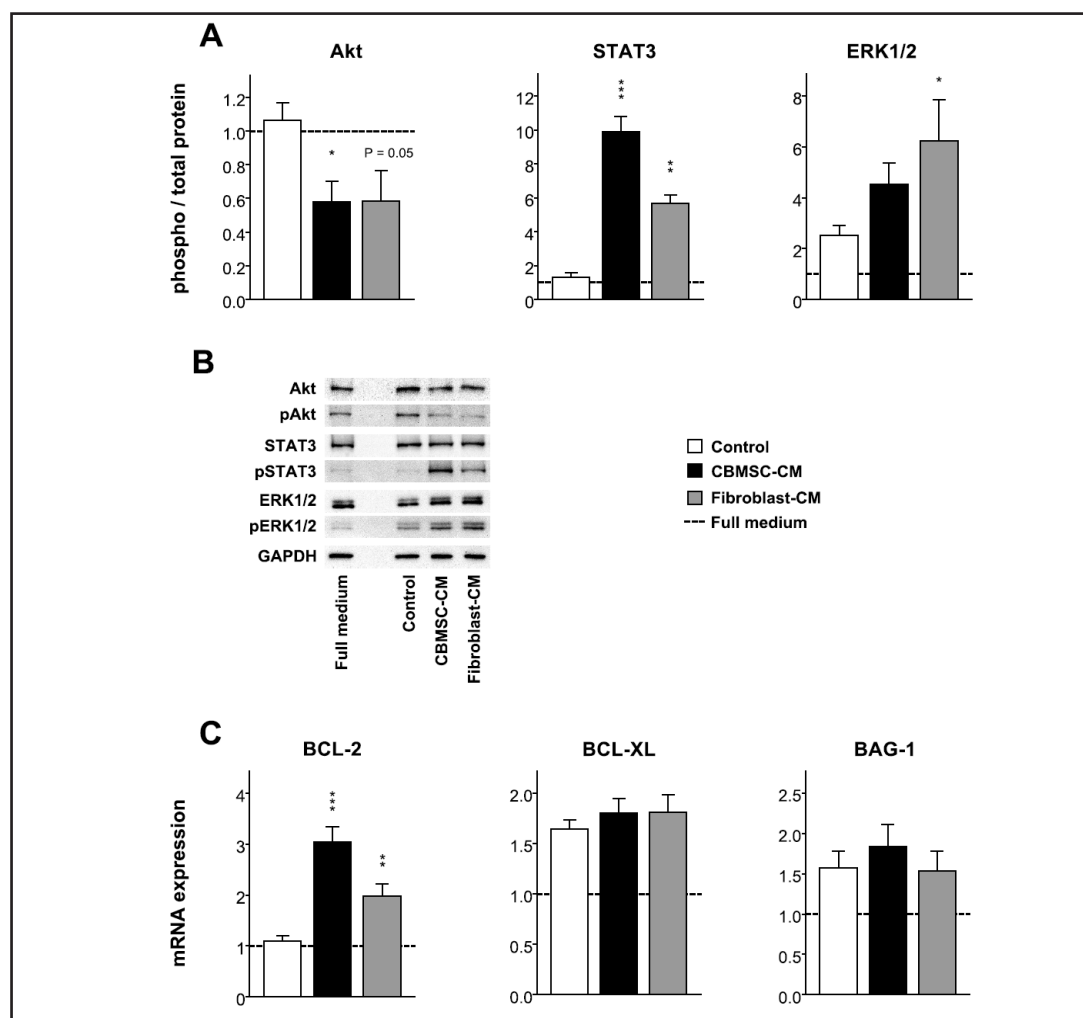 A
Akt
STAT3
ERK1/2
phospho / total protein
1.2
1.0
0.8
0.6
0.4
0.2
0.0
*
P = 0.05
12
10
8
6
4
2
0
***
**
8
6
4
2
0
*
B
Akt
pAkt
STAT3
pSTAT3
ERK1/2
pERK1/2
GAPDH
Full medium
Control
CBMSC-CM
Fibroblast-CM
Control
CBMSC-CM
Fibroblast-CM
Full medium
C
BCL-2
BCL-XL
BAG-1
mRNA expression
4
3
2
1
0
***
**
2.0
1.5
1.0
0.5
0.0
2.5
2.0
1.5
1.0
0.5
0.0